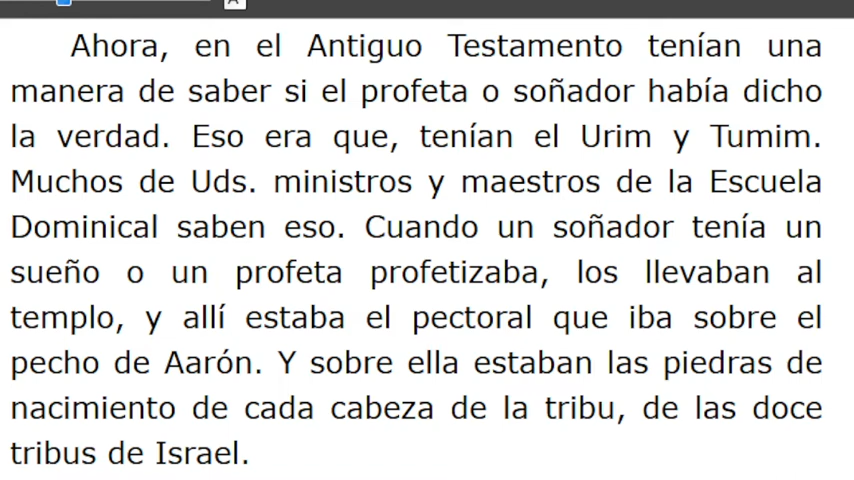 Ahora, en el Antiguo Testamento tenían una
manera de saber si el profeta o soñador había dicho
la verdad. Eso era que, tenían el Urim y Tumim.
Muchos de Uds. ministros y maestros de la Escuela
Dominical saben eso. Cuando un soñador tenía un
sueño o un profeta profetizaba, los llevaban al
templo, y allí estaba el pectoral que iba sobre el
pecho de Aarón. Y sobre ella estaban las piedras de
nacimiento de cada cabeza de la tribu, de las doce
tribus de Israel.